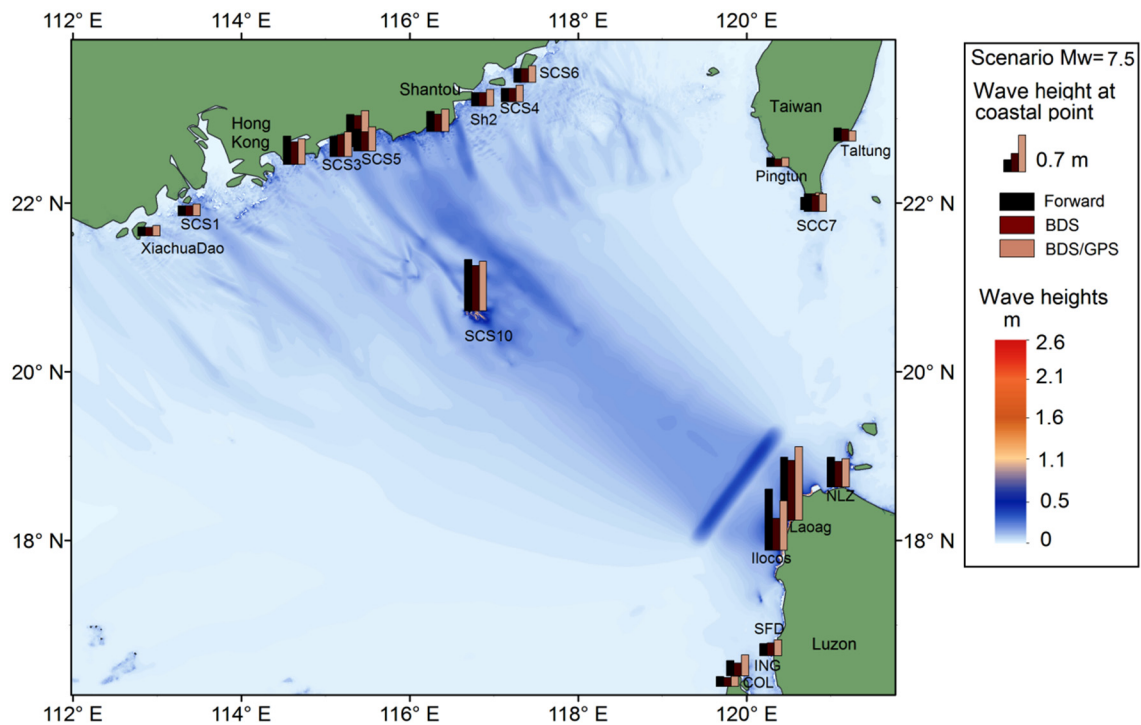 112° E
114° E
116° E
118° E
120° E
22° N
20° N
18° N
22° N
20° N
18° N
112° E
114° E
116° E
118° E
120° E
SCS6
Shantou
SCS4
Sh2
Hong
Kong
SCS3
SCS5
SCS1
XiachuaDao
SCS10
Taiwan
Taltung
Pingtun
SCC7
NLZ
Laoag
Ilocos
SFD
Luzon
ING
COL
Scenario Mw=7.5
Wave height at
coastal point
0.7 m
Forward
BDS
BDS/GPS
Wave heights
m
2.6
2.1
1.6
1.1
0.5
0